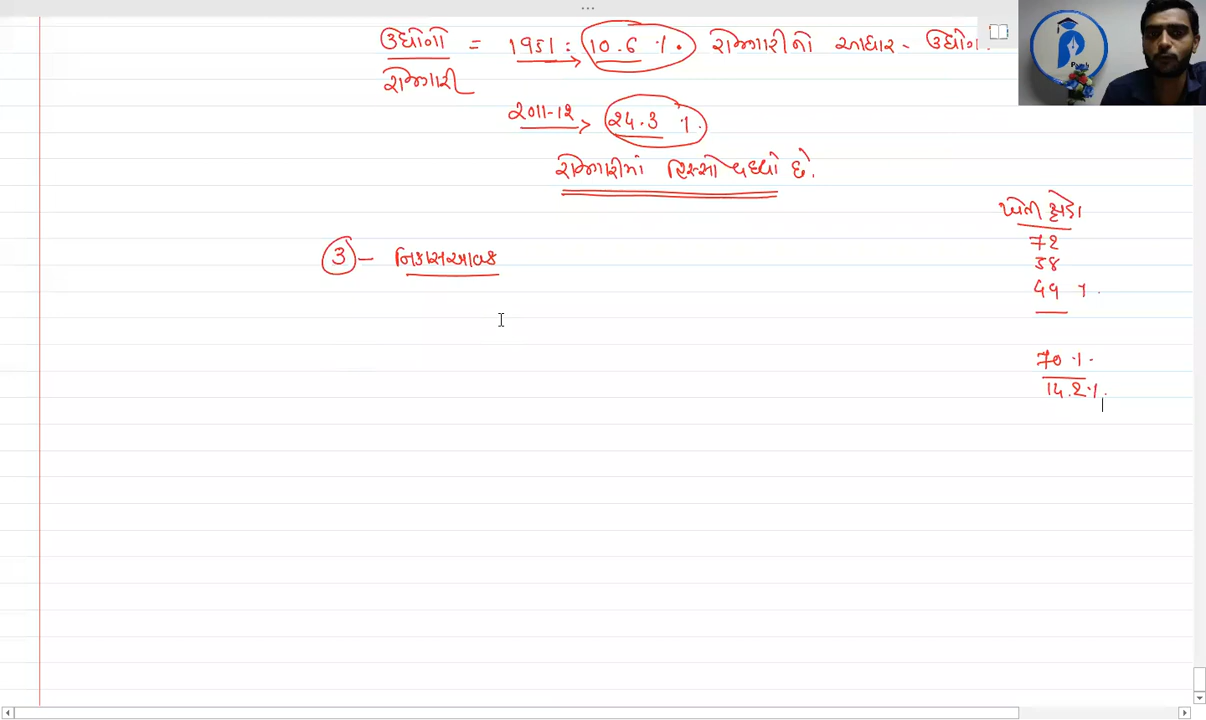 ઉદ્યોગો = 1951 : 10.6 %. રોજગારીનો આધાર - ઉદ્યોગ.
રોજગારી
2011-12 > 24.3 %.
રોજગારીમાં હિસ્સો વધ્યો છે.
ખેતી ક્ષેત્રે
72
58
49 %.
3 - નિકાસઆવક
70 %.
14.2 %.